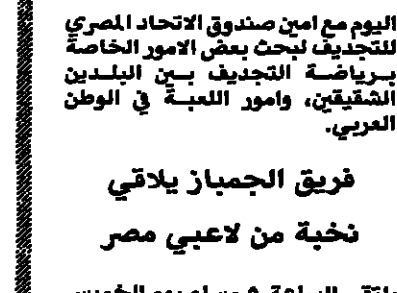 اليوم مع امين صندوق الاتحاد المصري
للتجديف لبحث بعض الامور الخاصة
برياضة التجديف بين البلدين
الشقيقين، وامور اللعبة في الوطن
العربي.
فريق الجمباز يلاقي
نخبة من لاعبي مصر